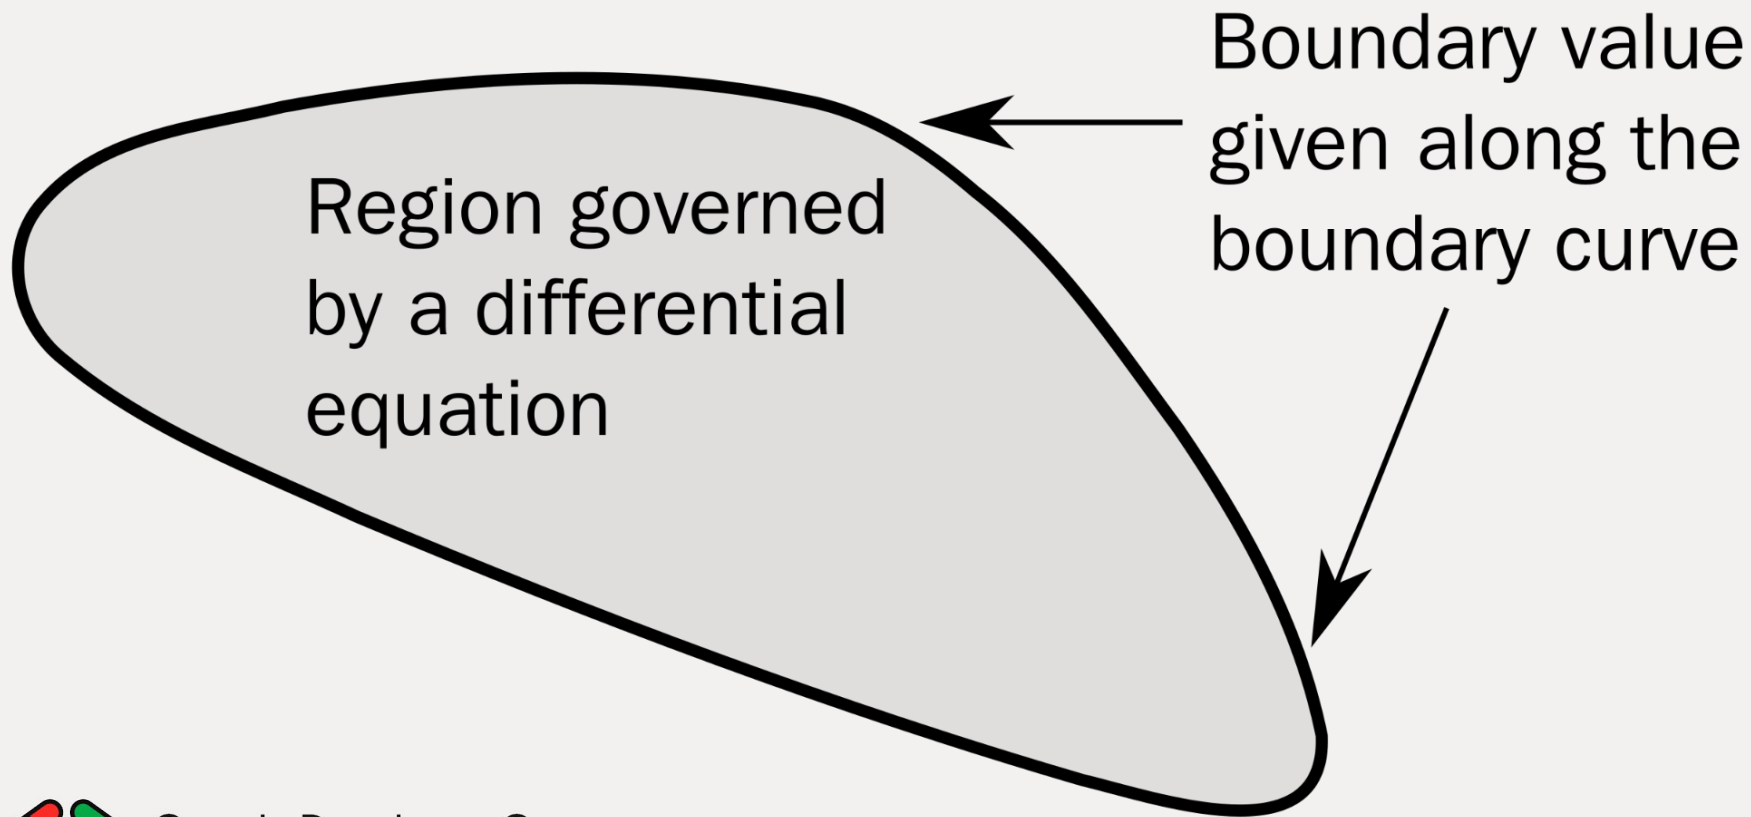 Boundary value
given along the
boundary curve
Region governed
by a differential
equation